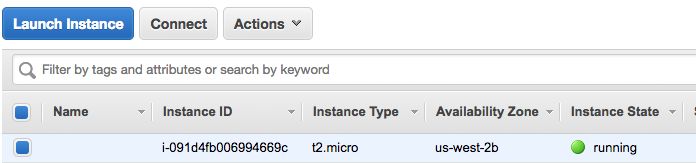 Launch Instance Connect Actions
Filter by tags and attributes or search by keyword
Name Instance ID Instance Type Availability Zone Instance State
i-091d4fb006994669c t2.micro us-west-2b running